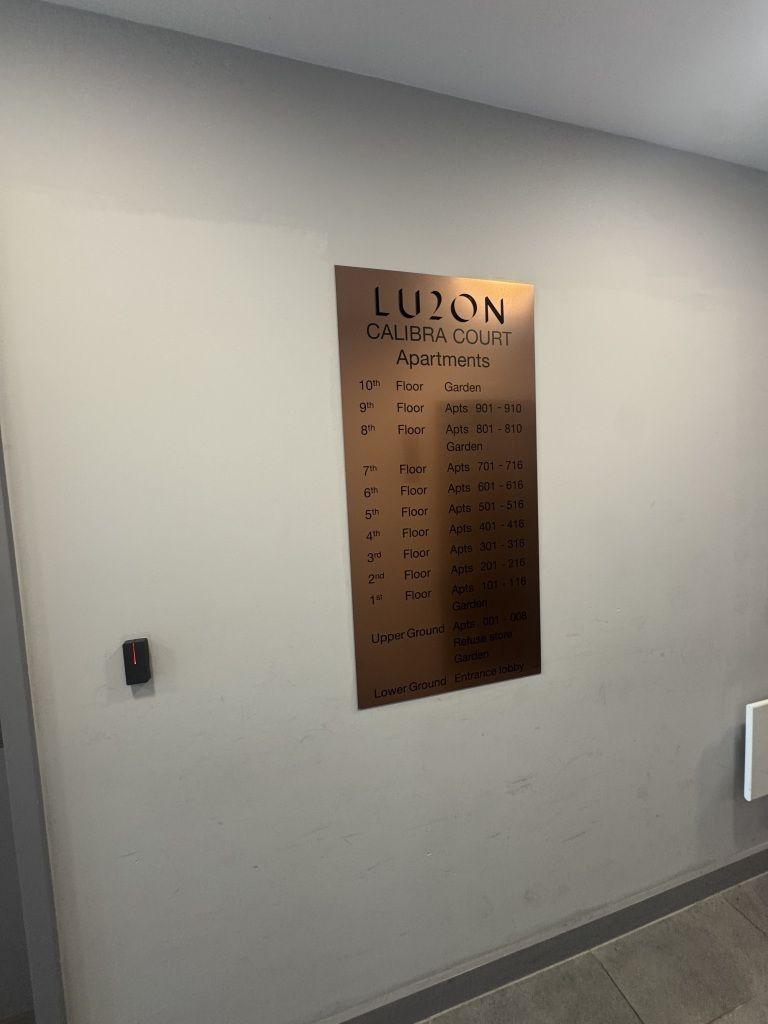 LU2ON
CALIBRA COURT
Apartments
10th Floor Garden
9th Floor Apts 901 - 910
8th Floor Apts 801 - 810
Garden
7th Floor Apts 701 - 716
6th Floor Apts 601 - 616
5th Floor Apts 501 - 516
4th Floor Apts 401 - 416
3rd Floor Apts 301 - 316
2nd Floor Apts 201 - 216
1st Floor Apts 101 - 116
Garden
Upper Ground Apts 001 - 008
Refuse store
Garden
Lower Ground Entrance lobby